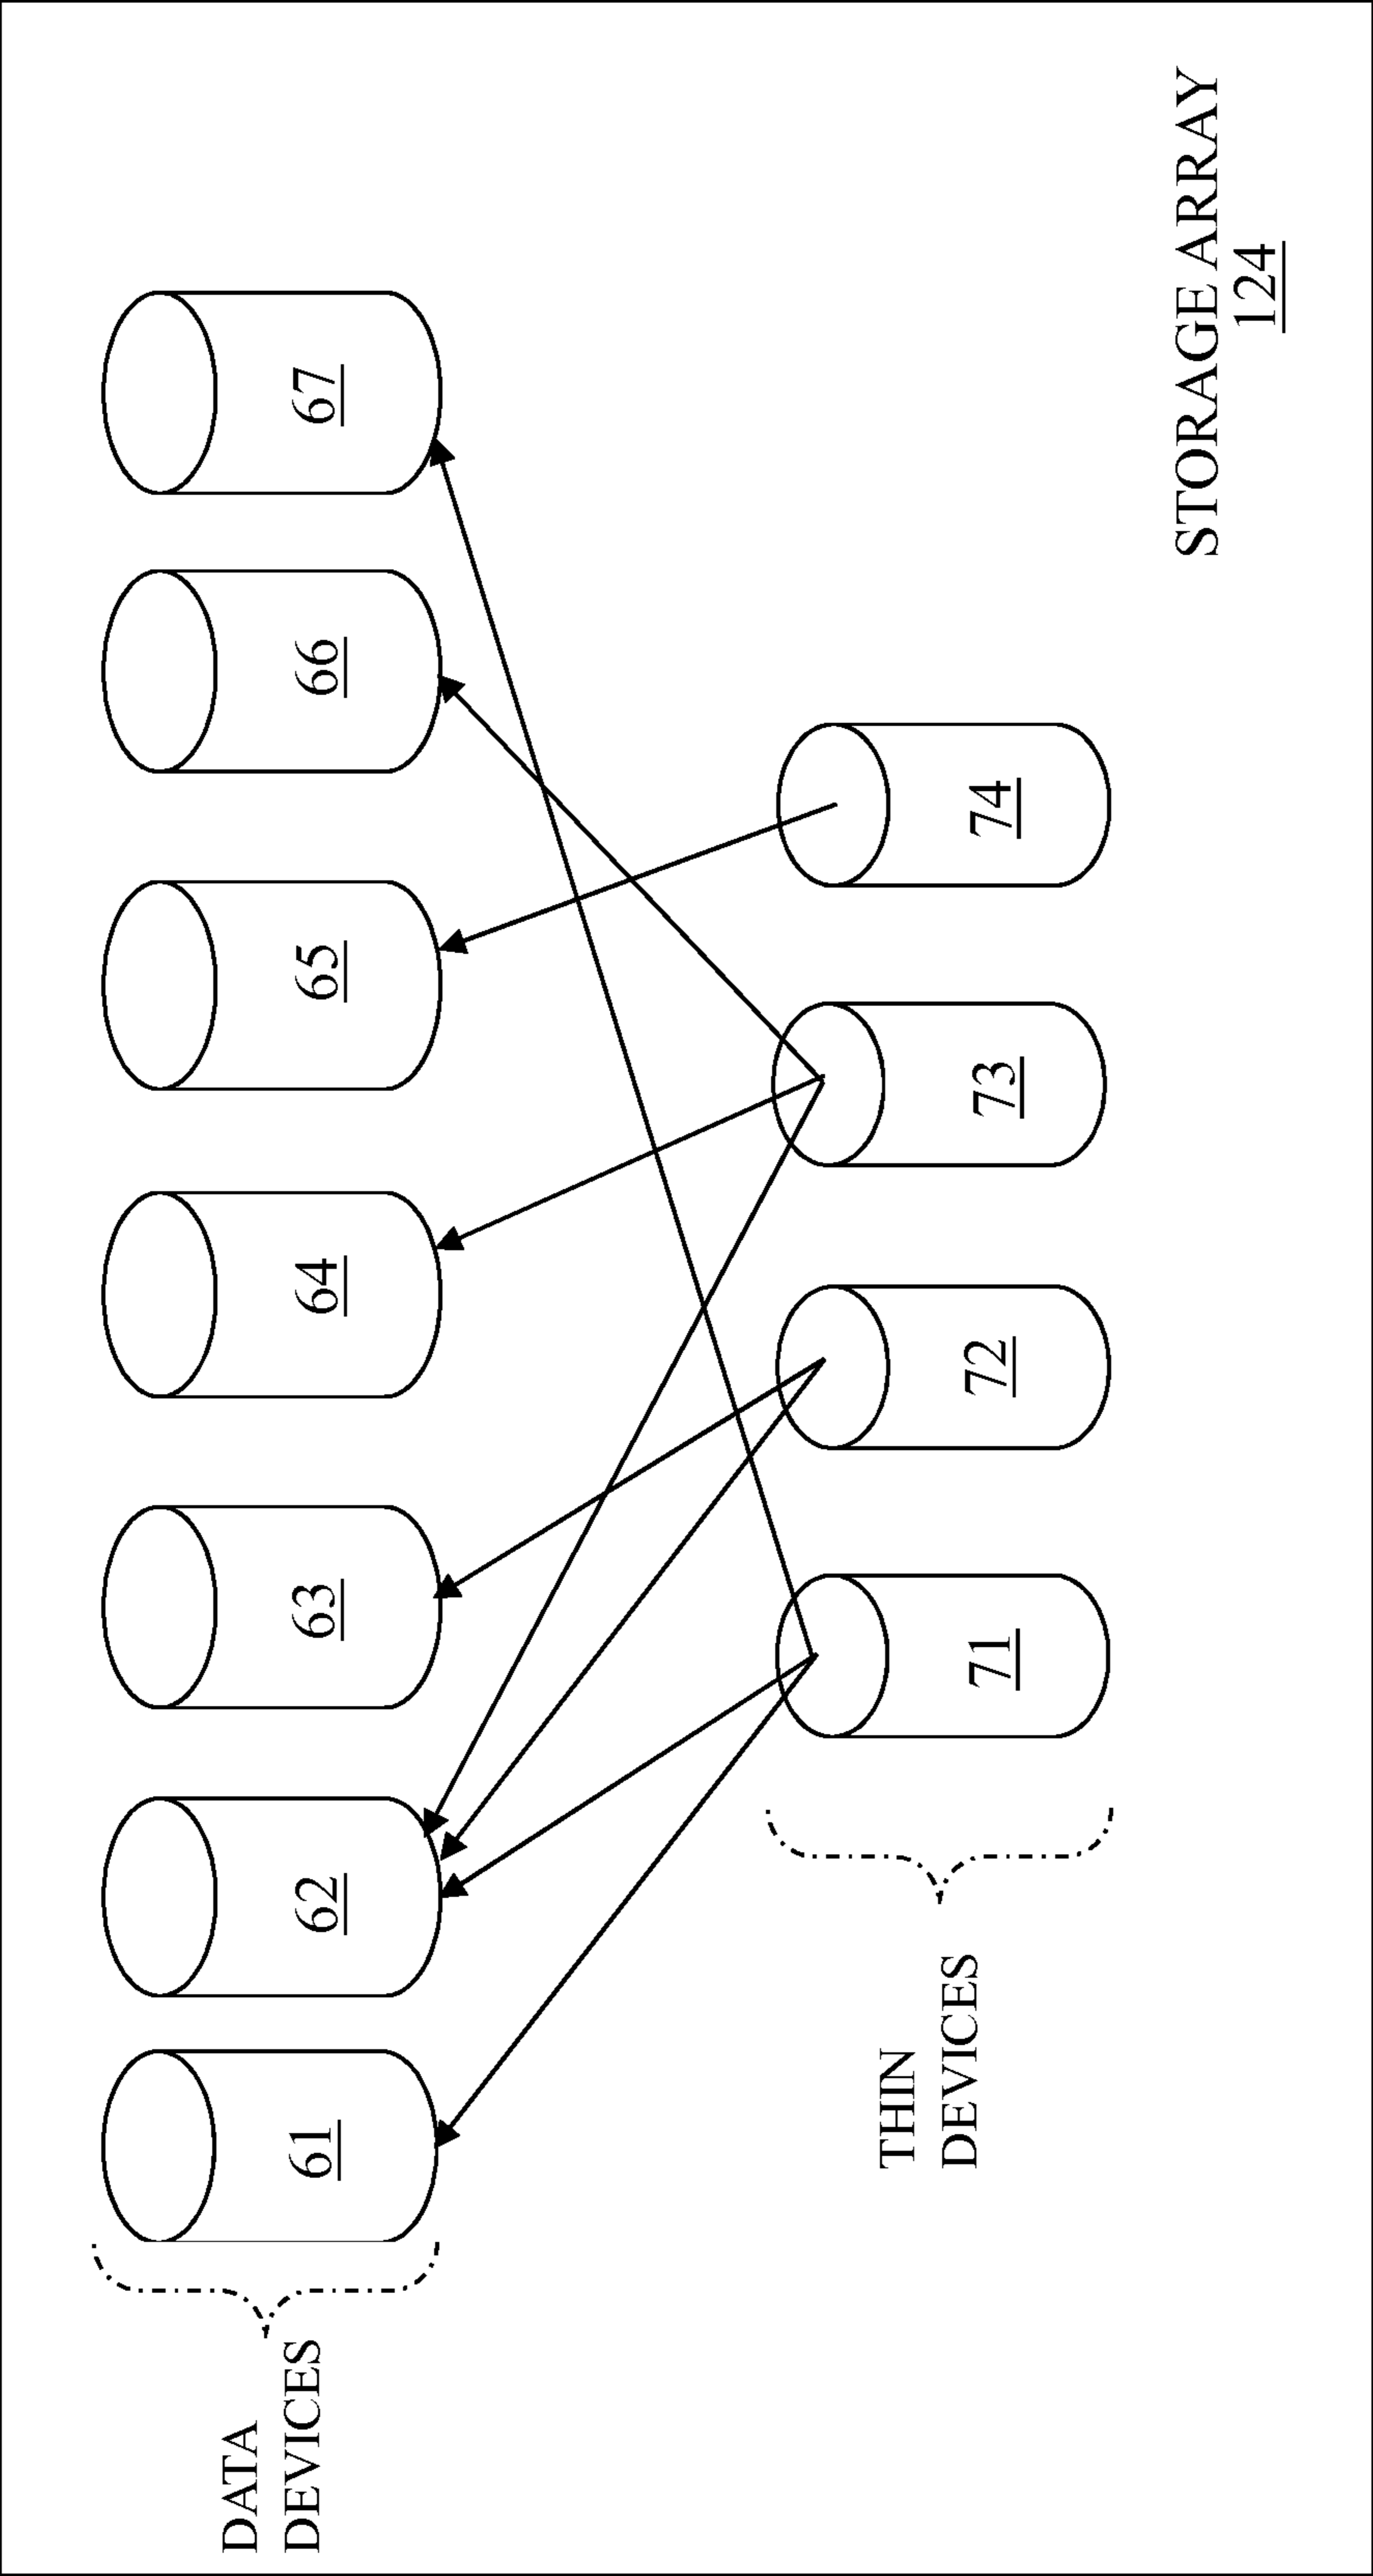 DATA
DEVICES
61
62
63
64
65
66
67
THIN
DEVICES
71
72
73
74
STORAGE ARRAY
124